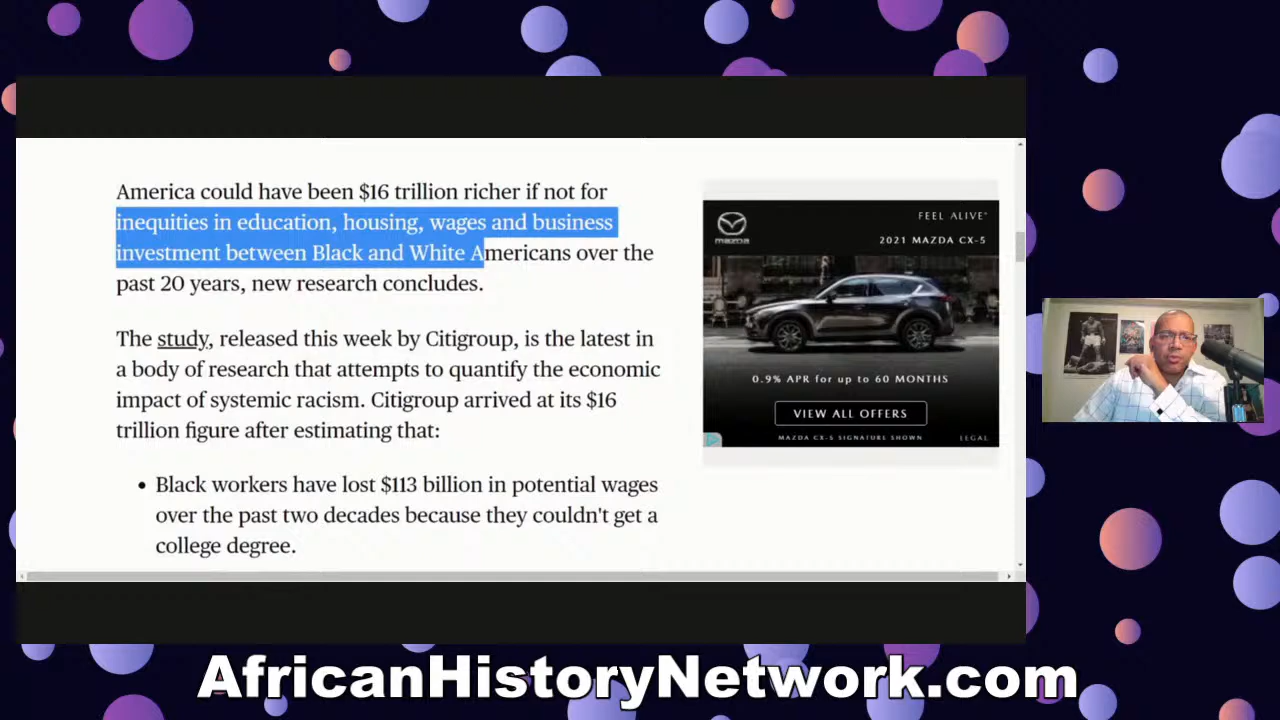 America could have been $16 trillion richer if not for
inequities in education, housing, wages and business
investment between Black and White Americans over the
past 20 years, new research concludes.
The study, released this week by Citigroup, is the latest in
a body of research that attempts to quantify the economic
impact of systemic racism. Citigroup arrived at its $16
trillion figure after estimating that:
• Black workers have lost $113 billion in potential wages
over the past two decades because they couldn't get a
college degree.
mazda
FEEL ALIVE
2021 MAZDA CX-5
0.9% APR for up to 60 MONTHS
VIEW ALL OFFERS
MAZDA CX-5 SIGNATURE SHOWN
LEGAL
AfricanHistoryNetwork.com